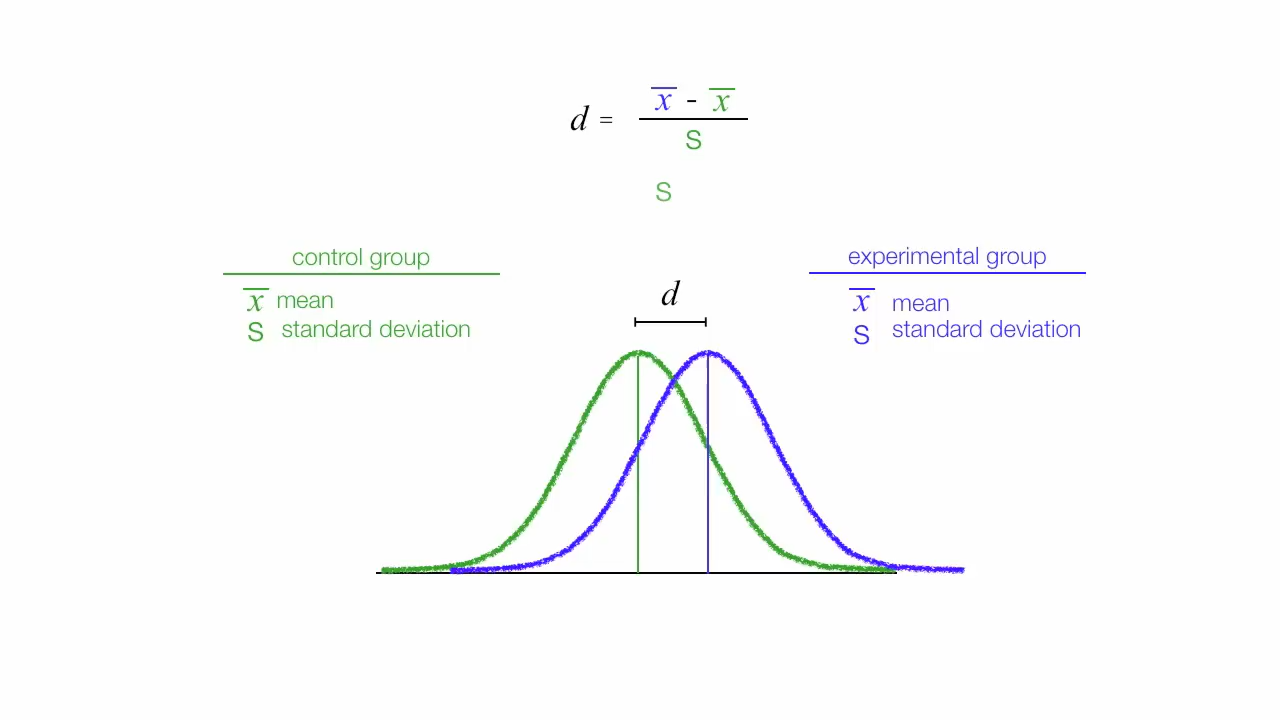 d = x̅ - x̅
S
S
control group
x̅ mean
S standard deviation
experimental group
x̅ mean
S standard deviation
d